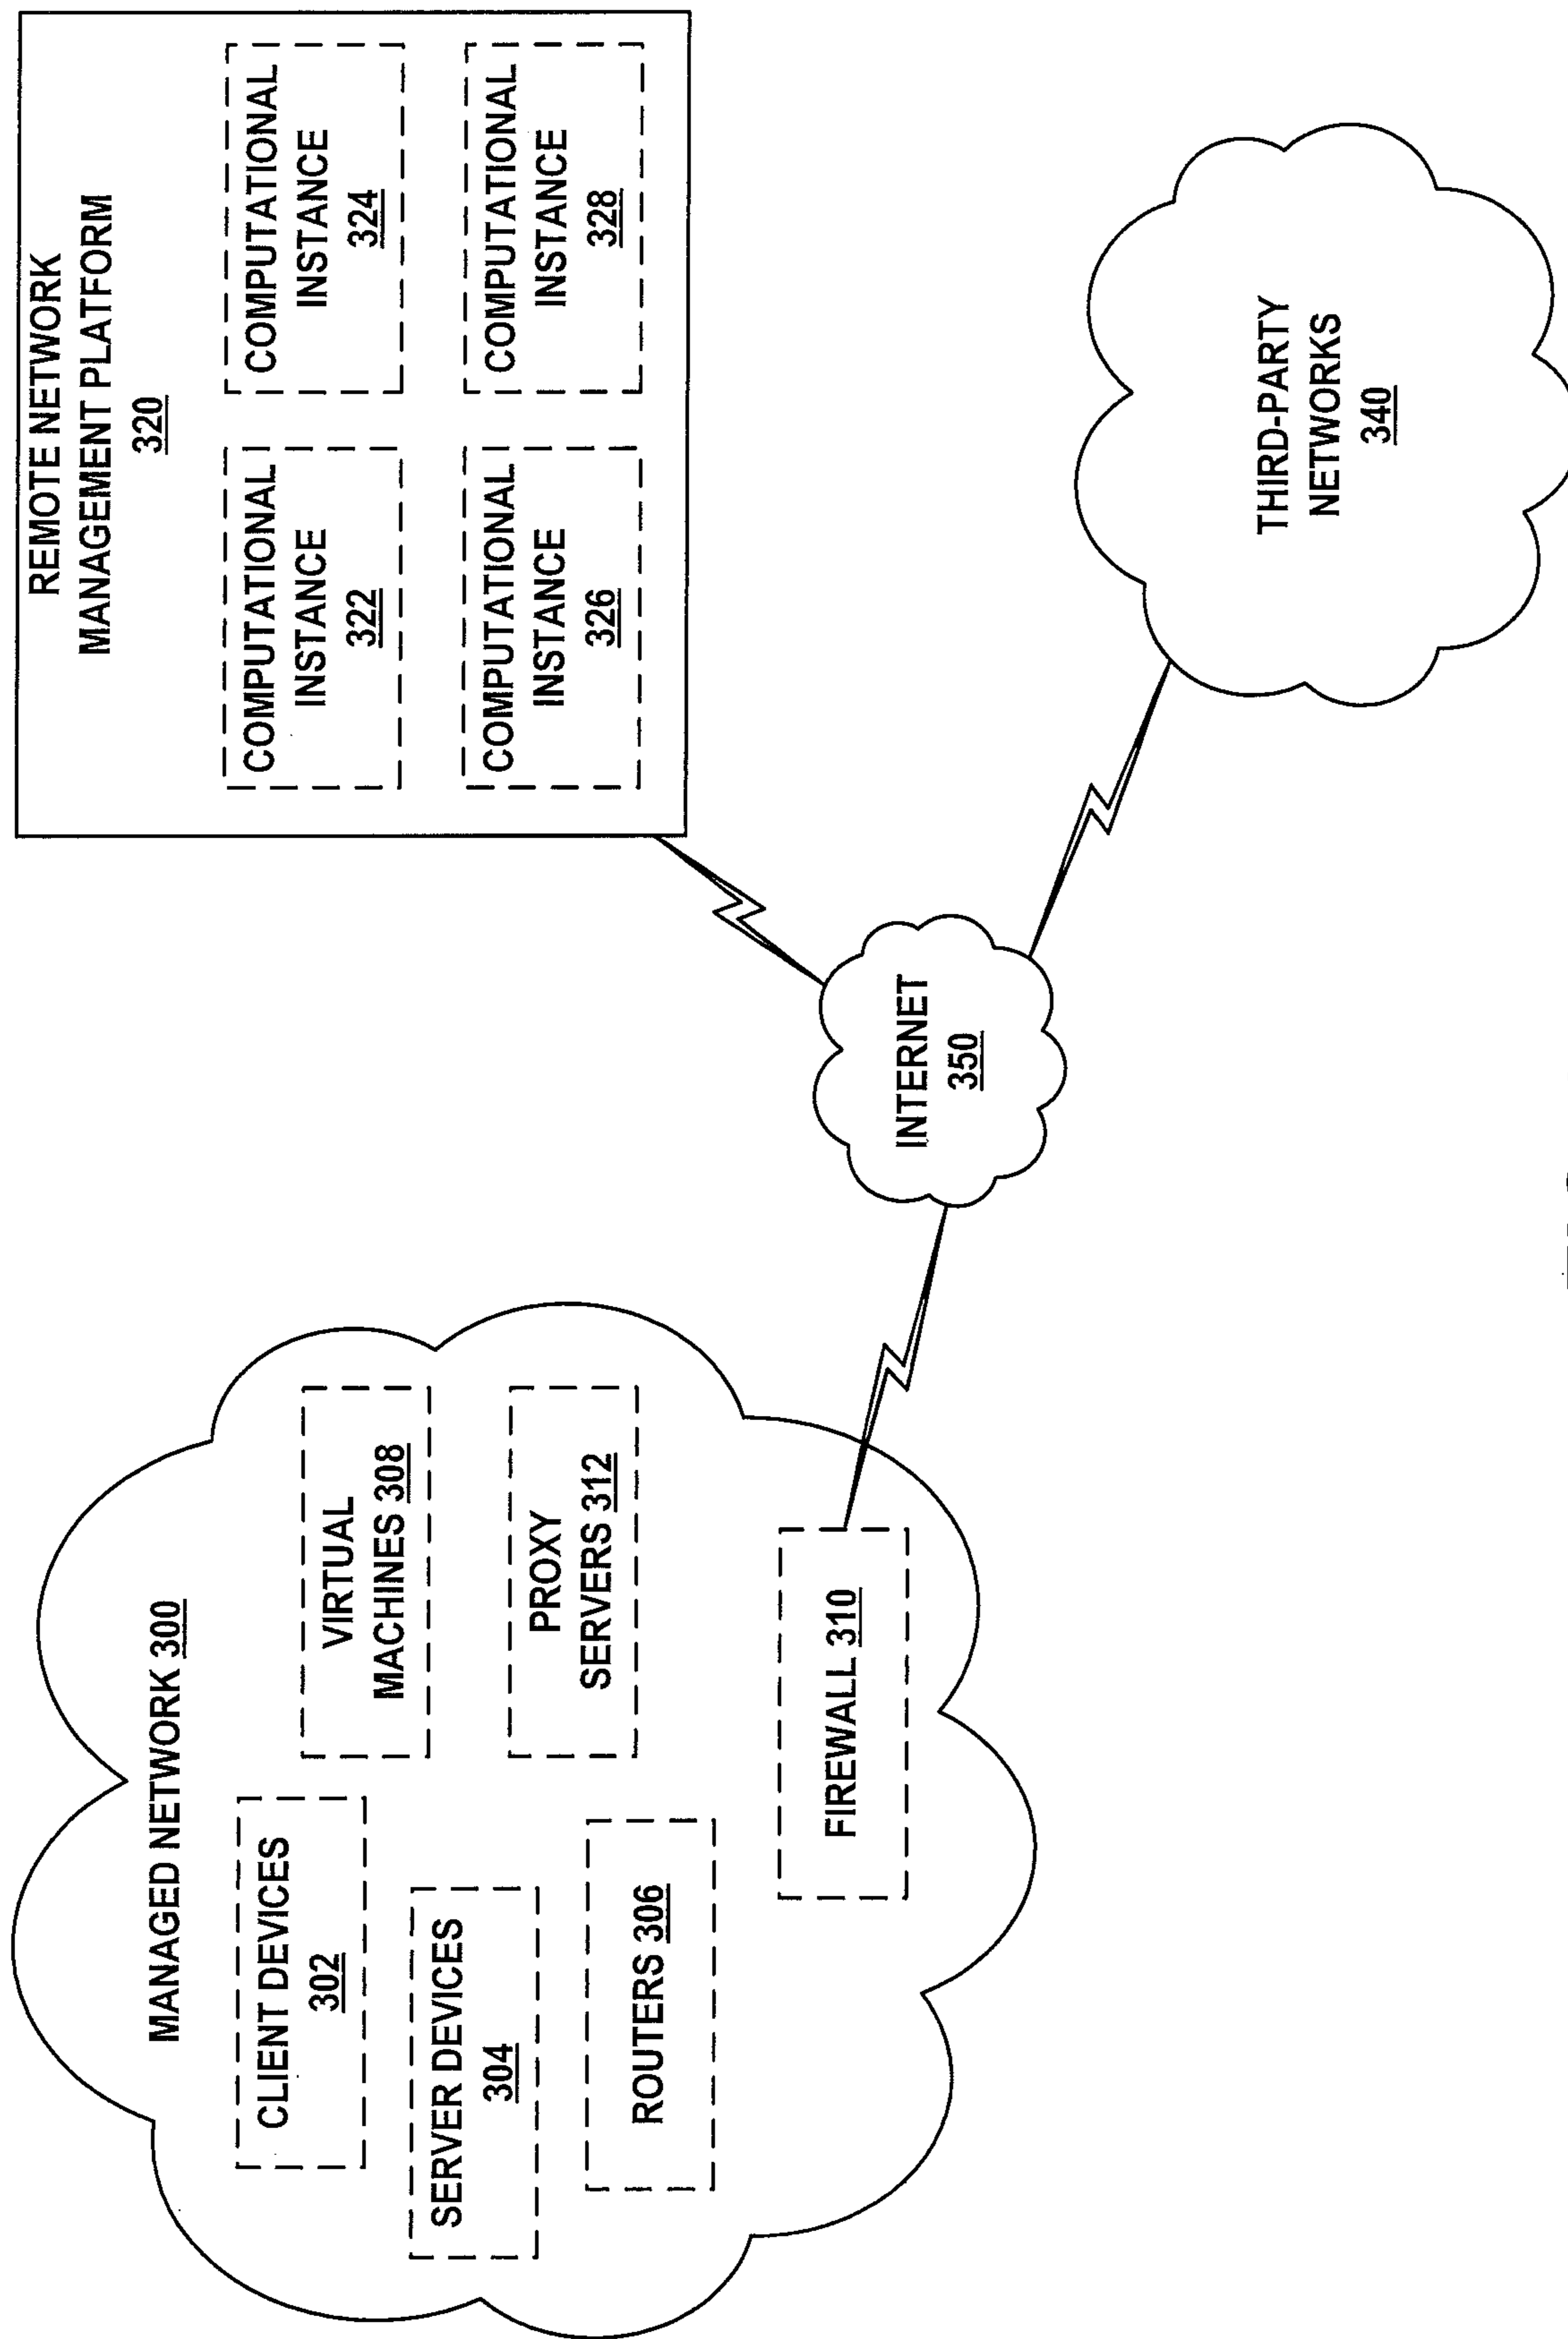 MANAGED NETWORK 300
CLIENT DEVICES
302
SERVER DEVICES
304
ROUTERS 306
VIRTUAL
MACHINES 308
PROXY
SERVERS 312
FIREWALL 310
INTERNET
350
REMOTE NETWORK
MANAGEMENT PLATFORM
320
COMPUTATIONAL
INSTANCE
322
COMPUTATIONAL
INSTANCE
324
COMPUTATIONAL
INSTANCE
326
COMPUTATIONAL
INSTANCE
328
THIRD-PARTY
NETWORKS
340